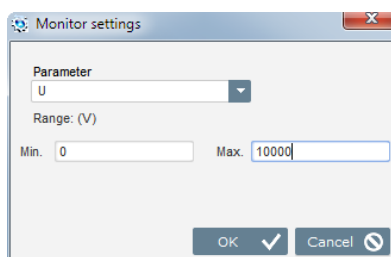 Monitor settings
x
Parameter
U
Range: (V)
Min. 0 Max. 10000
OK Cancel